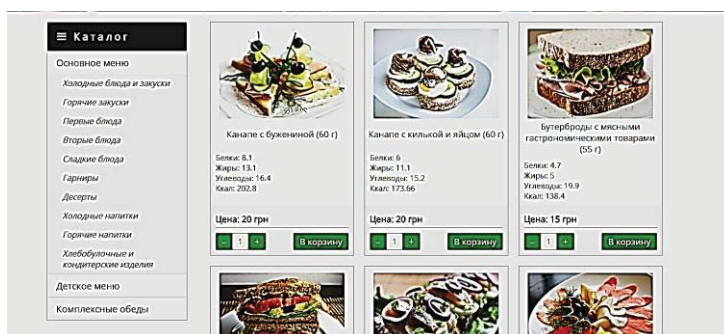 ≡ Каталог
Основное меню
Холодные блюда и закуски
Горячие закуски
Первые блюда
Вторые блюда
Сладкие блюда
Гарниры
Десерты
Холодные напитки
Горячие напитки
Хлебобулочные и
кондитерские изделия
Детское меню
Комплексные обеды
Канапе с бужениной (60 г)
Белки: 8.1
Жиры: 13.1
Углеводы: 16.4
Ккал: 202.8
Цена: 20 грн
- 1 +
В корзину
Канапе с килькой и яйцом (60 г)
Белки: 6
Жиры: 11.1
Углеводы: 15.2
Ккал: 173.66
Цена: 20 грн
- 1 +
В корзину
Бутерброды с мясными
гастрономическими товарами
(55 г)
Белки: 4.7
Жиры: 5
Углеводы: 19.9
Ккал: 138.4
Цена: 15 грн
- 1 +
В корзину